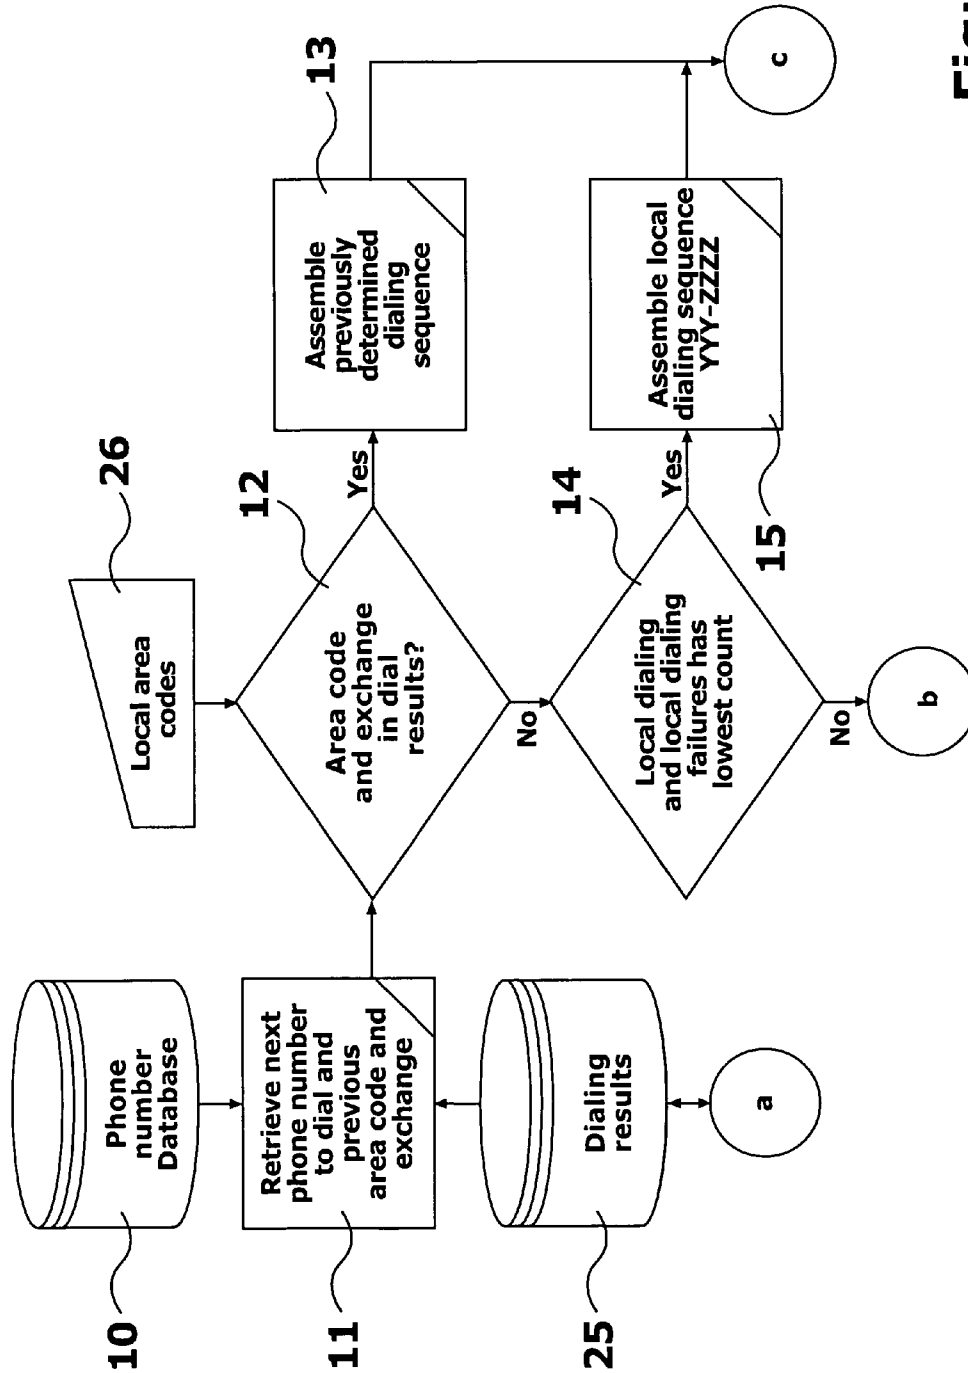 10
Phone
number
Database
11
Retrieve next
phone number
to dial and
previous
area code and
exchange
25
Dialing
results
a
26
Local area
codes
12
Area code
and exchange
in dial
results?
Yes
No
13
Assemble
previously
determined
dialing
sequence
14
Local dialing
and local dialing
failures has
lowest count
Yes
No
15
Assemble local
dialing sequence
YYY-ZZZZ
b
c